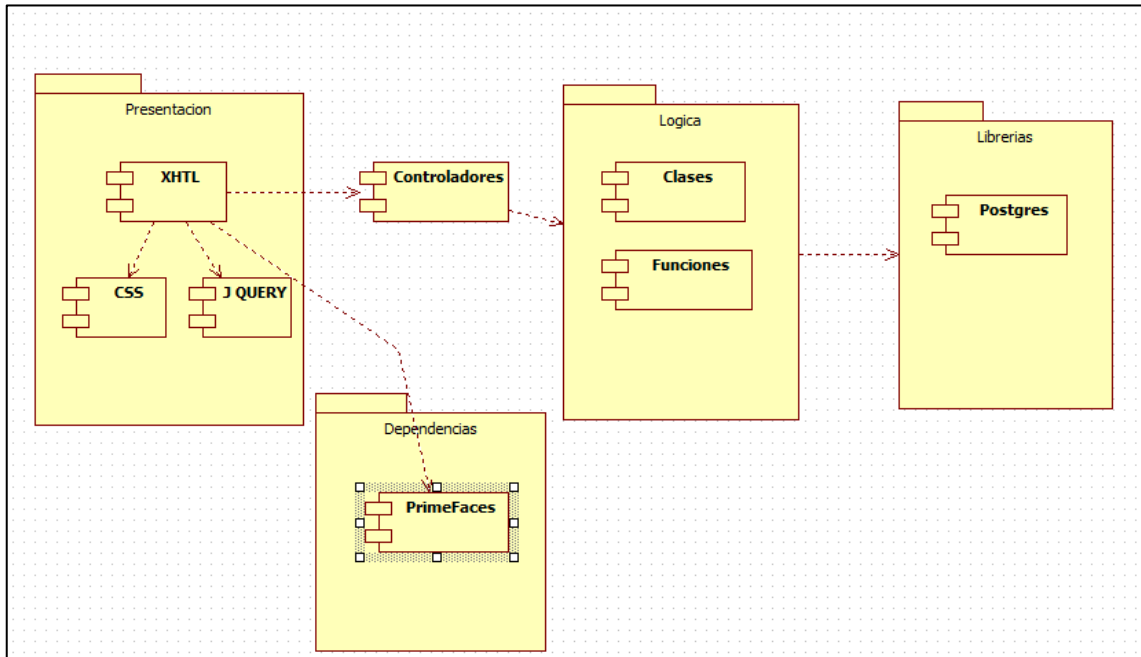 Presentacion
XHTL
CSS
J QUERY
Controladores
Logica
Clases
Funciones
Librerias
Postgres
Dependencias
PrimeFaces